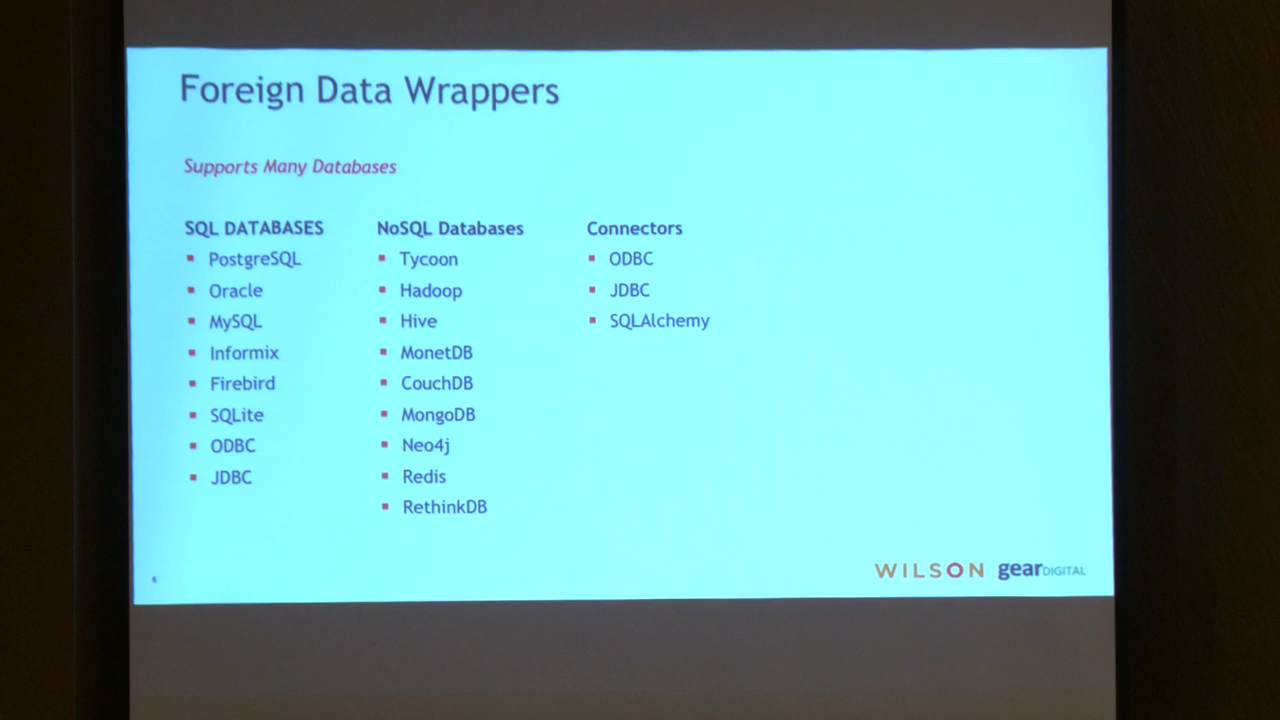 Foreign Data Wrappers
Supports Many Databases
SQL DATABASES
PostgreSQL
Oracle
MySQL
Informix
Firebird
SQLite
ODBC
JDBC
NoSQL Databases
Tycoon
Hadoop
Hive
MonetDB
CouchDB
MongoDB
Neo4j
Redis
RethinkDB
Connectors
ODBC
JDBC
SQLAlchemy
6
WILSON gearDIGITAL